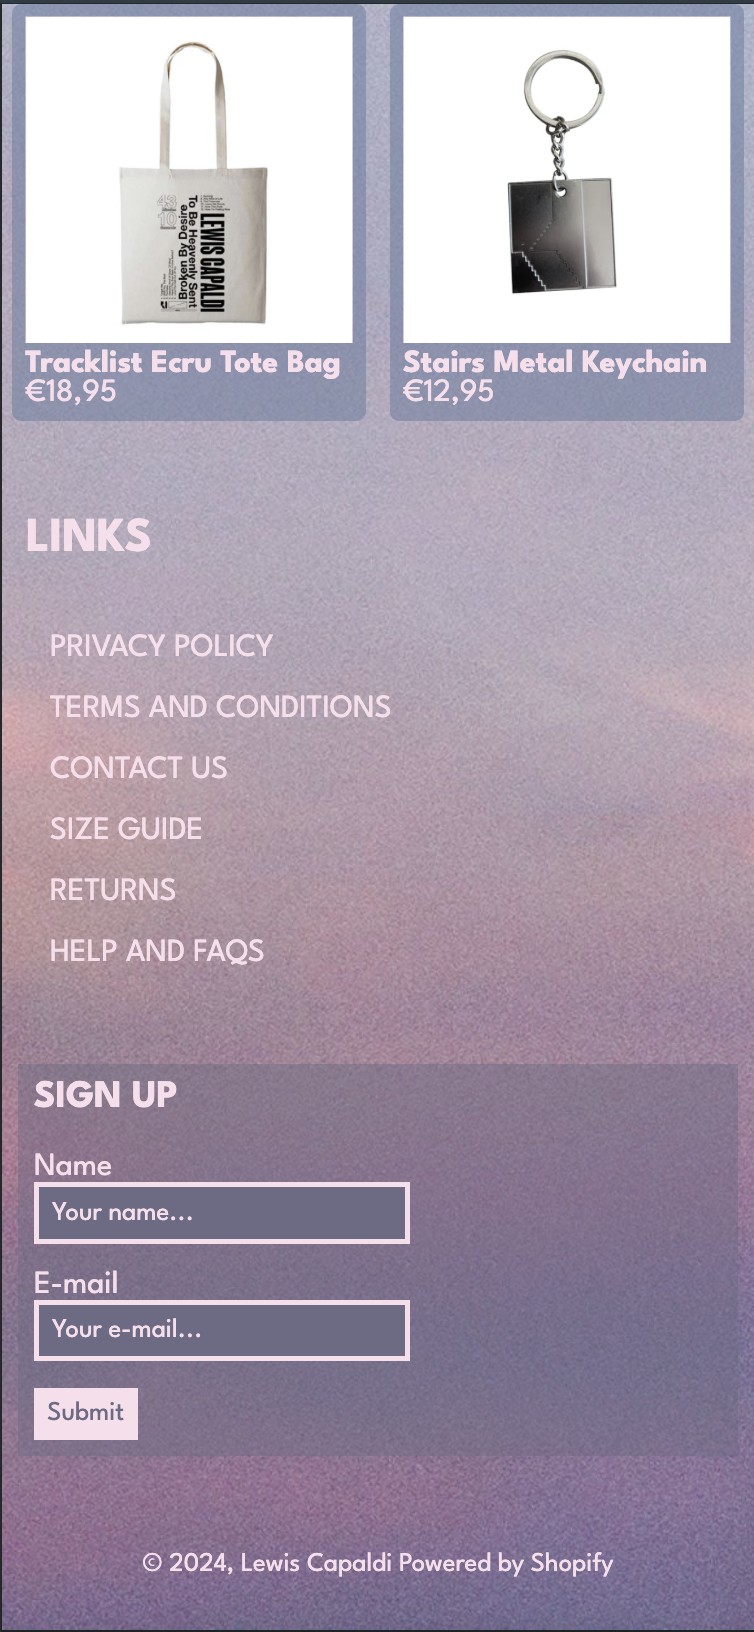 43
10
LEWIS CAPALDI
To Be Heavenly Sent
Broken By Desire
Tracklist Ecru Tote Bag
€18,95
Stairs Metal Keychain
€12,95
LINKS
PRIVACY POLICY
TERMS AND CONDITIONS
CONTACT US
SIZE GUIDE
RETURNS
HELP AND FAQS
SIGN UP
Name
Your name...
E-mail
Your e-mail...
Submit
© 2024, Lewis Capaldi Powered by Shopify